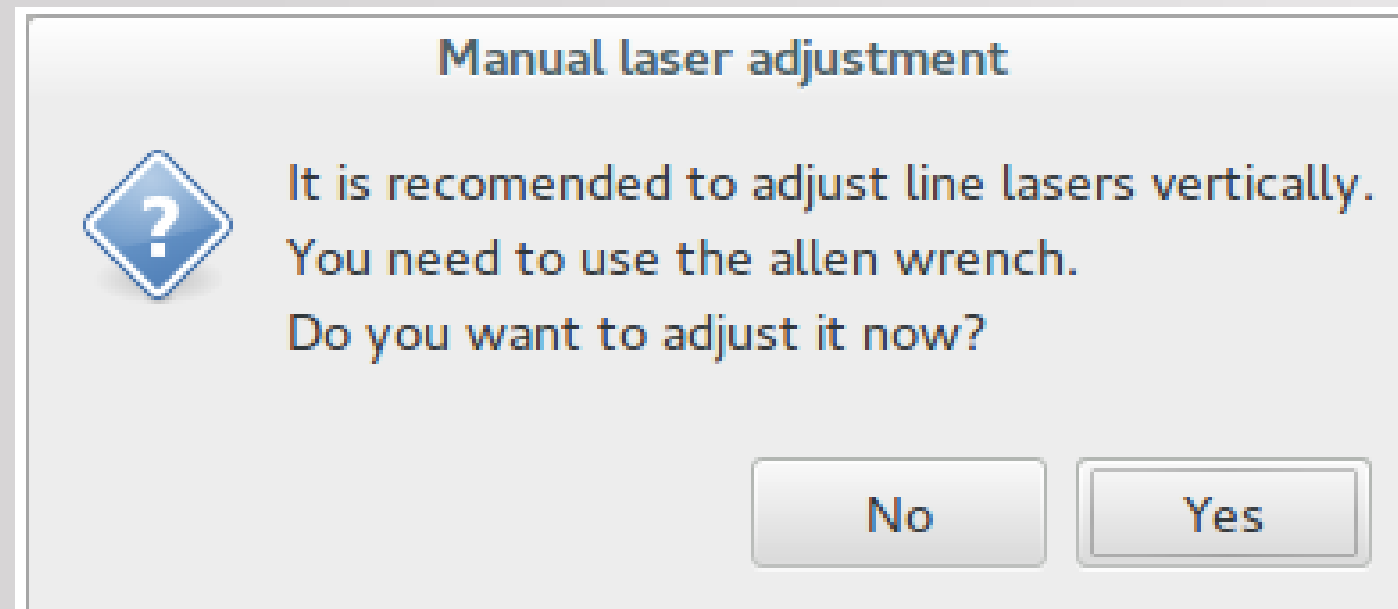 Manual laser adjustment
It is recomended to adjust line lasers vertically.
You need to use the allen wrench.
Do you want to adjust it now?
No
Yes